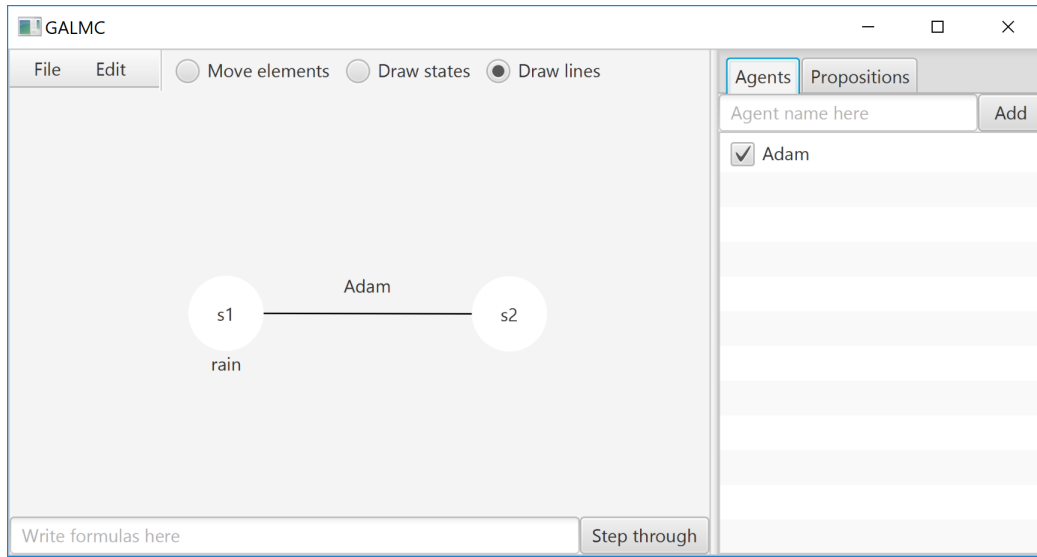 GALMC
File Edit Move elements Draw states Draw lines
Agents Propositions
Agent name here Add
Adam
Adam
s1 s2
rain
Write formulas here Step through